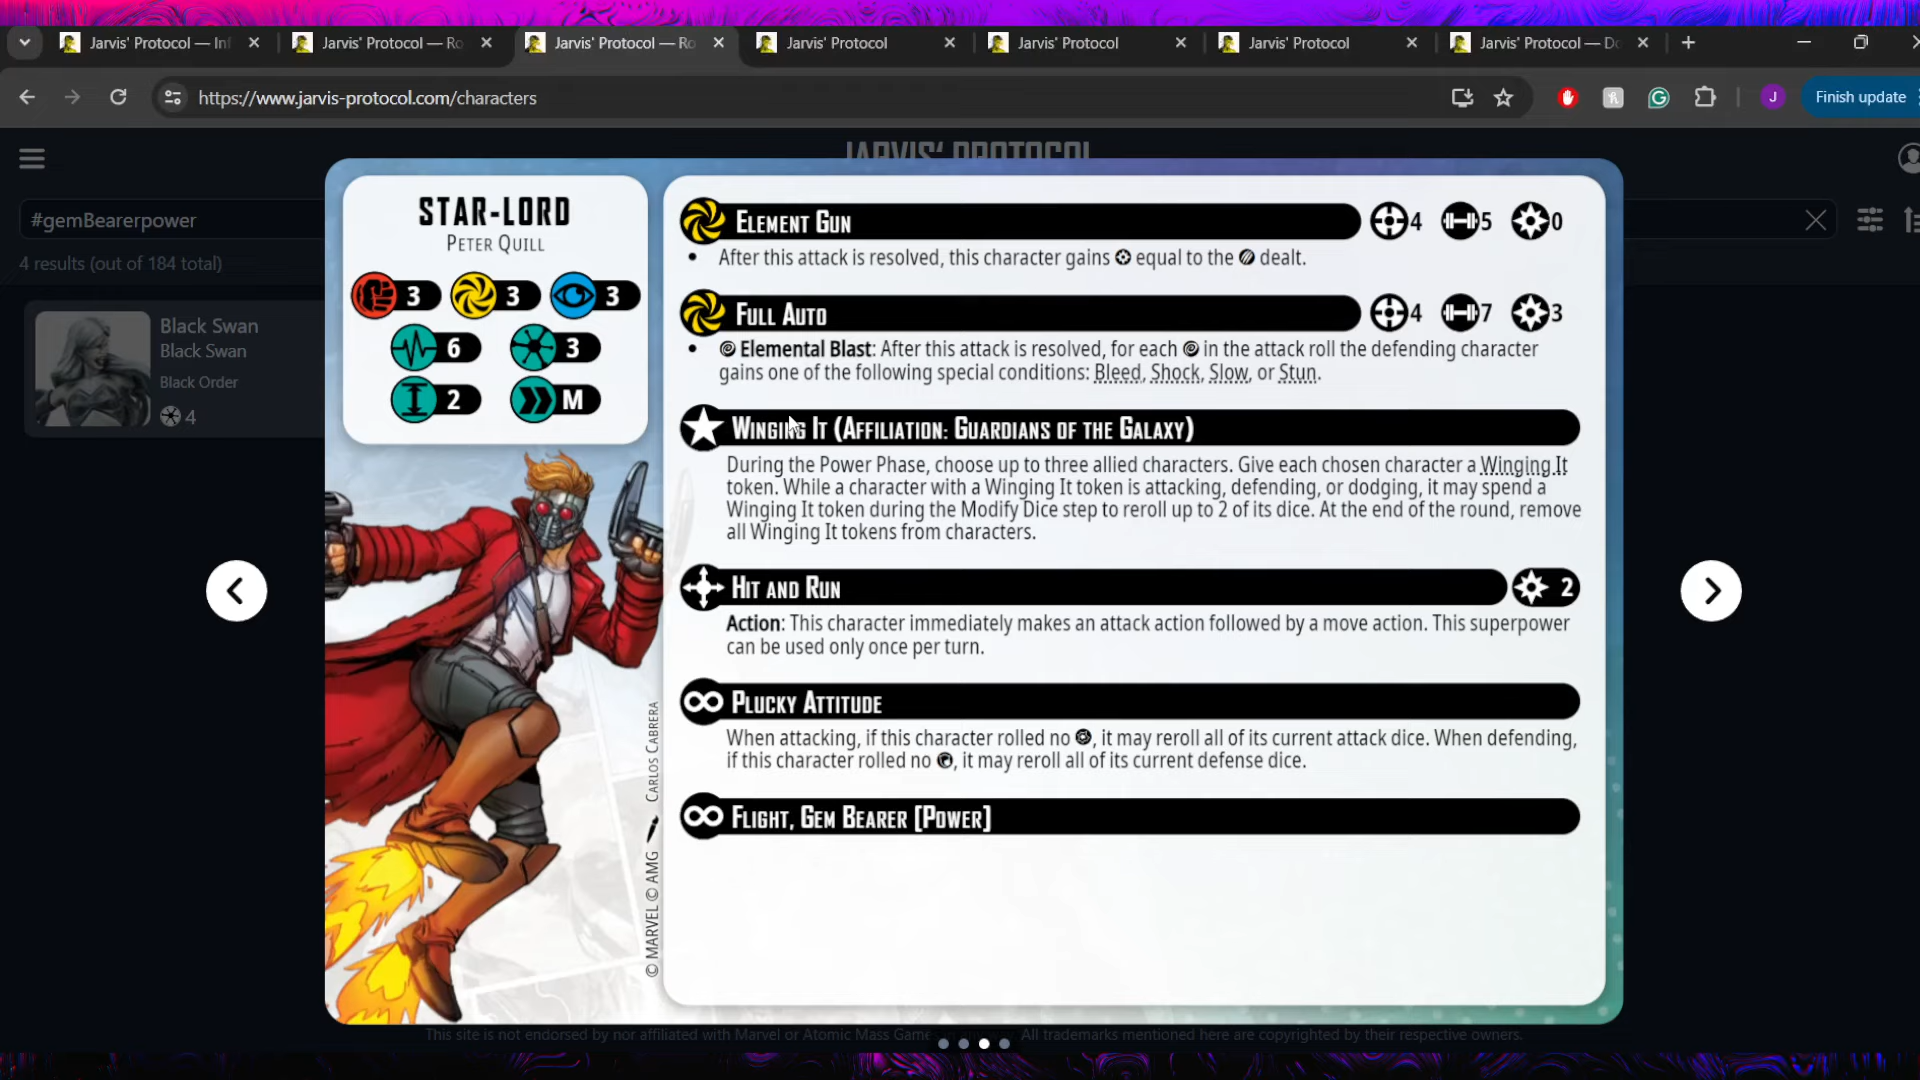 Jarvis' Protocol — Inf
Jarvis' Protocol — Ro
Jarvis' Protocol — Ro
Jarvis' Protocol
Jarvis' Protocol
Jarvis' Protocol
Jarvis' Protocol — Do
https://www.jarvis-protocol.com/characters
J
Finish update
JARVIS' PROTOCOL
#gemBearerpower
4 results (out of 184 total)
Black Swan
Black Swan
Black Order
4
STAR-LORD
PETER QUILL
3 3 3
6 3
2 M
ELEMENT GUN 4 5 0
• After this attack is resolved, this character gains equal to the dealt.
FULL AUTO 4 7 3
• Elemental Blast: After this attack is resolved, for each in the attack roll the defending character
gains one of the following special conditions: Bleed, Shock, Slow, or Stun.
WINGING IT (AFFILIATION: GUARDIANS OF THE GALAXY)
During the Power Phase, choose up to three allied characters. Give each chosen character a Winging It
token. While a character with a Winging It token is attacking, defending, or dodging, it may spend a
Winging It token during the Modify Dice step to reroll up to 2 of its dice. At the end of the round, remove
all Winging It tokens from characters.
HIT AND RUN 2
Action: This character immediately makes an attack action followed by a move action. This superpower
can be used only once per turn.
PLUCKY ATTITUDE
When attacking, if this character rolled no , it may reroll all of its current attack dice. When defending,
if this character rolled no , it may reroll all of its current defense dice.
FLIGHT, GEM BEARER [POWER]
© MARVEL © AMG CARLOS CABRERA
This site is not endorsed by nor affiliated with Marvel or Atomic Mass Game All trademarks mentioned here are copyrighted by their respective owners.